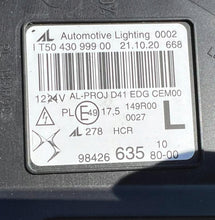 AL Automotive Lighting 0002
I T50 430 999 00 21.10.20 668
12/24V AL-PROJ D41 EDG CEM00
PL E 49 17,5 149R00
0027
L
AL 278 HCR
98426 635 10
80-00